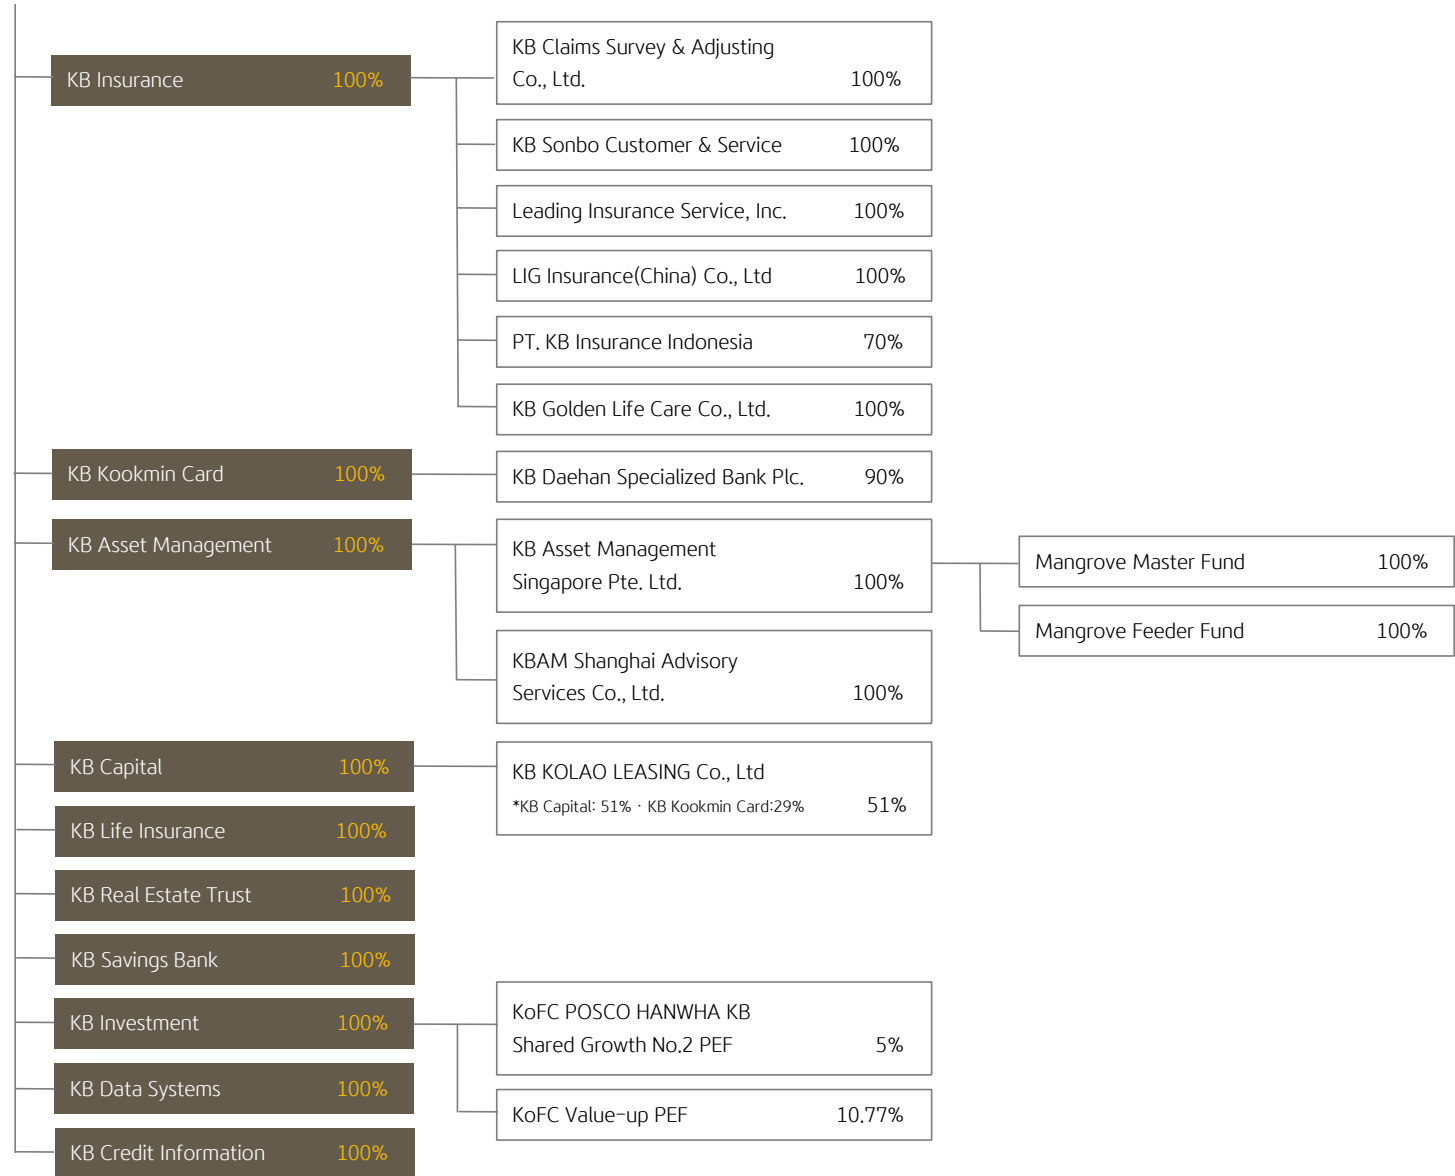 KB Insurance 100%
KB Claims Survey & Adjusting
Co., Ltd. 100%
KB Sonbo Customer & Service 100%
Leading Insurance Service, Inc. 100%
LIG Insurance(China) Co., Ltd 100%
PT. KB Insurance Indonesia 70%
KB Golden Life Care Co., Ltd. 100%
KB Kookmin Card 100%
KB Daehan Specialized Bank Plc. 90%
KB Asset Management 100%
KB Asset Management
Singapore Pte. Ltd. 100%
Mangrove Master Fund 100%
Mangrove Feeder Fund 100%
KBAM Shanghai Advisory
Services Co., Ltd. 100%
KB Capital 100%
KB KOLAO LEASING Co., Ltd
*KB Capital: 51% · KB Kookmin Card:29% 51%
KB Life Insurance 100%
KB Real Estate Trust 100%
KB Savings Bank 100%
KB Investment 100%
KoFC POSCO HANWHA KB
Shared Growth No.2 PEF 5%
KoFC Value-up PEF 10.77%
KB Data Systems 100%
KB Credit Information 100%